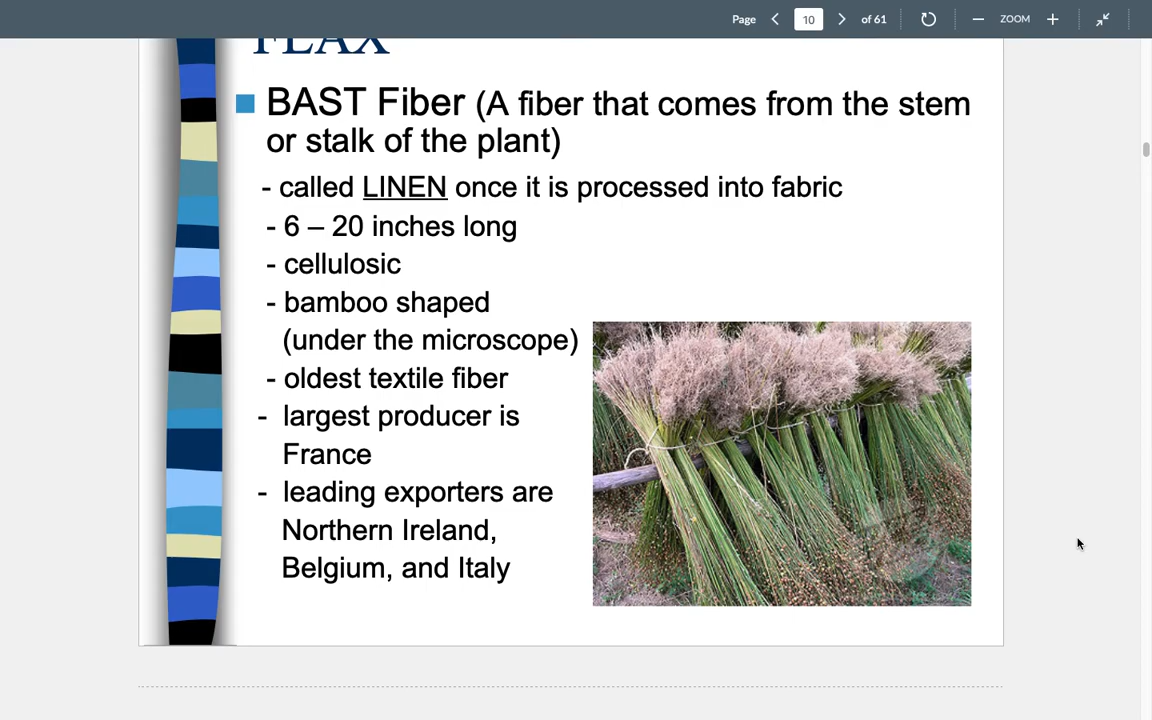 Page 10 of 61 ZOOM
FLAX
BAST Fiber (A fiber that comes from the stem
or stalk of the plant)
- called LINEN once it is processed into fabric
- 6 – 20 inches long
- cellulosic
- bamboo shaped
(under the microscope)
- oldest textile fiber
- largest producer is
France
- leading exporters are
Northern Ireland,
Belgium, and Italy